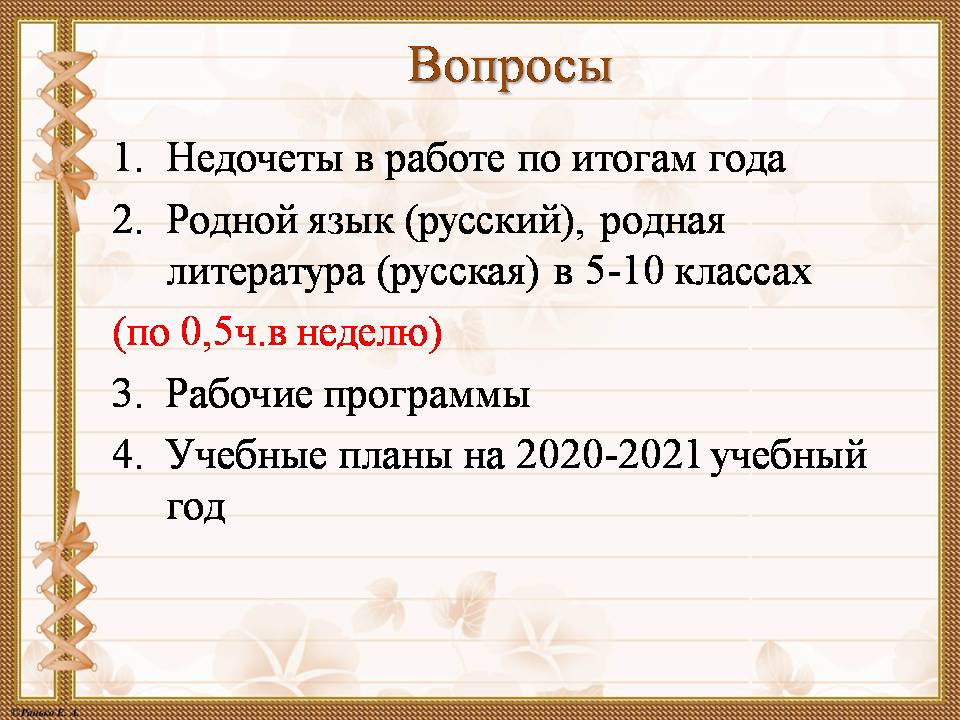 Вопросы
1. Недочеты в работе по итогам года
2. Родной язык (русский), родная
литература (русская) в 5-10 классах
(по 0,5ч.в неделю)
3. Рабочие программы
4. Учебные планы на 2020-2021 учебный
год
©Ранько Е. А.